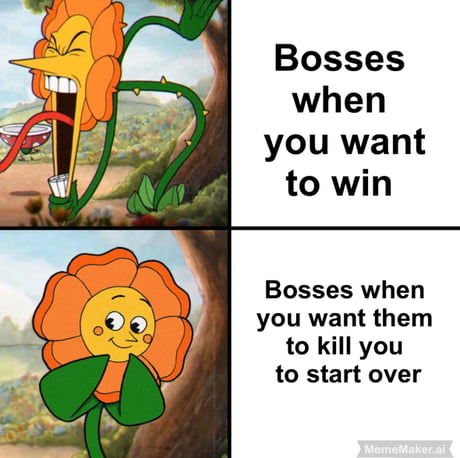 Bosses
when
you want
to win
Bosses when
you want them
to kill you
to start over
MemeMaker.ai